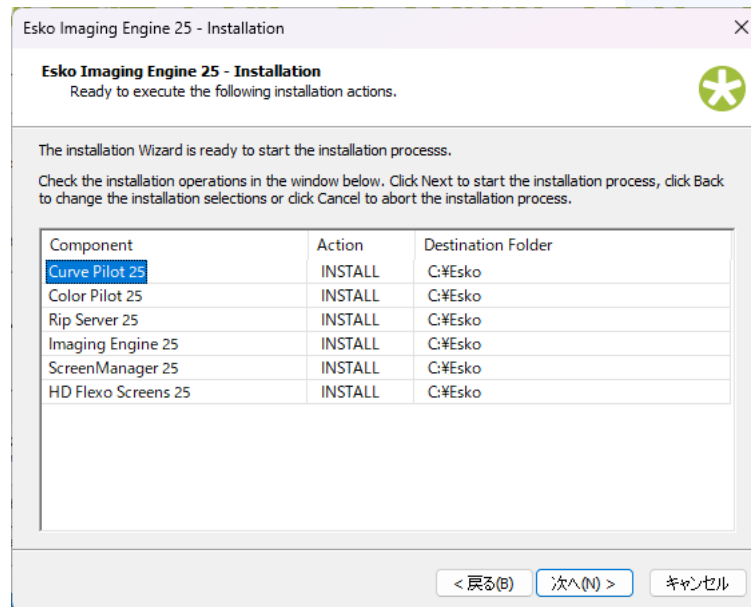 Esko Imaging Engine 25 - Installation
Esko Imaging Engine 25 - Installation
Ready to execute the following installation actions.
The installation Wizard is ready to start the installation processs.
Check the installation operations in the window below. Click Next to start the installation process, click Back
to change the installation selections or click Cancel to abort the installation process.
Component Action Destination Folder
Curve Pilot 25 INSTALL C:¥Esko
Color Pilot 25 INSTALL C:¥Esko
Rip Server 25 INSTALL C:¥Esko
Imaging Engine 25 INSTALL C:¥Esko
ScreenManager 25 INSTALL C:¥Esko
HD Flexo Screens 25 INSTALL C:¥Esko
< 戻る(B) 次へ(N) > キャンセル